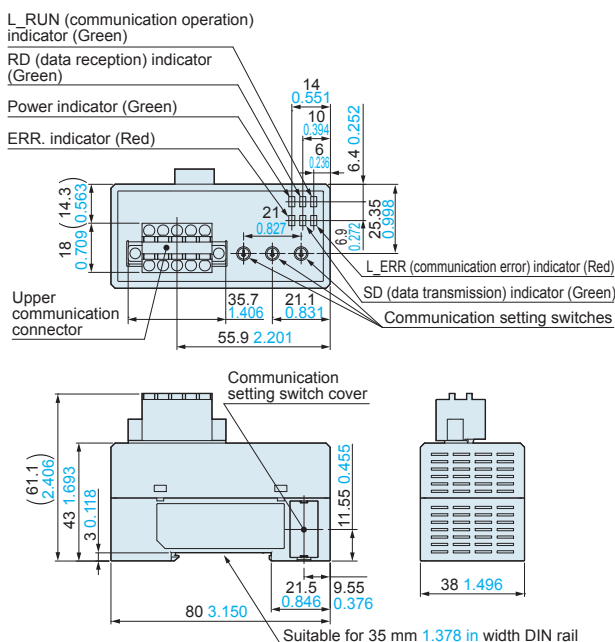 L_RUN (communication operation)
indicator (Green)
RD (data reception) indicator
(Green)
Power indicator (Green)
ERR. indicator (Red)
14
0.551
10
0.394
6
0.236
6.4 0.252
25.35
0.998
6.9
0.272
(14.3)
0.563
18
0.709
21
0.827
L_ERR (communication error) indicator (Red)
SD (data transmission) indicator (Green)
Communication setting switches
Upper
communication
connector
35.7
1.406
21.1
0.831
55.9 2.201
Communication
setting switch cover
(61.1)
2.406
43 1.693
3 0.118
11.55 0.455
21.5
0.846
9.55
0.376
80 3.150
38 1.496
Suitable for 35 mm 1.378 in width DIN rail